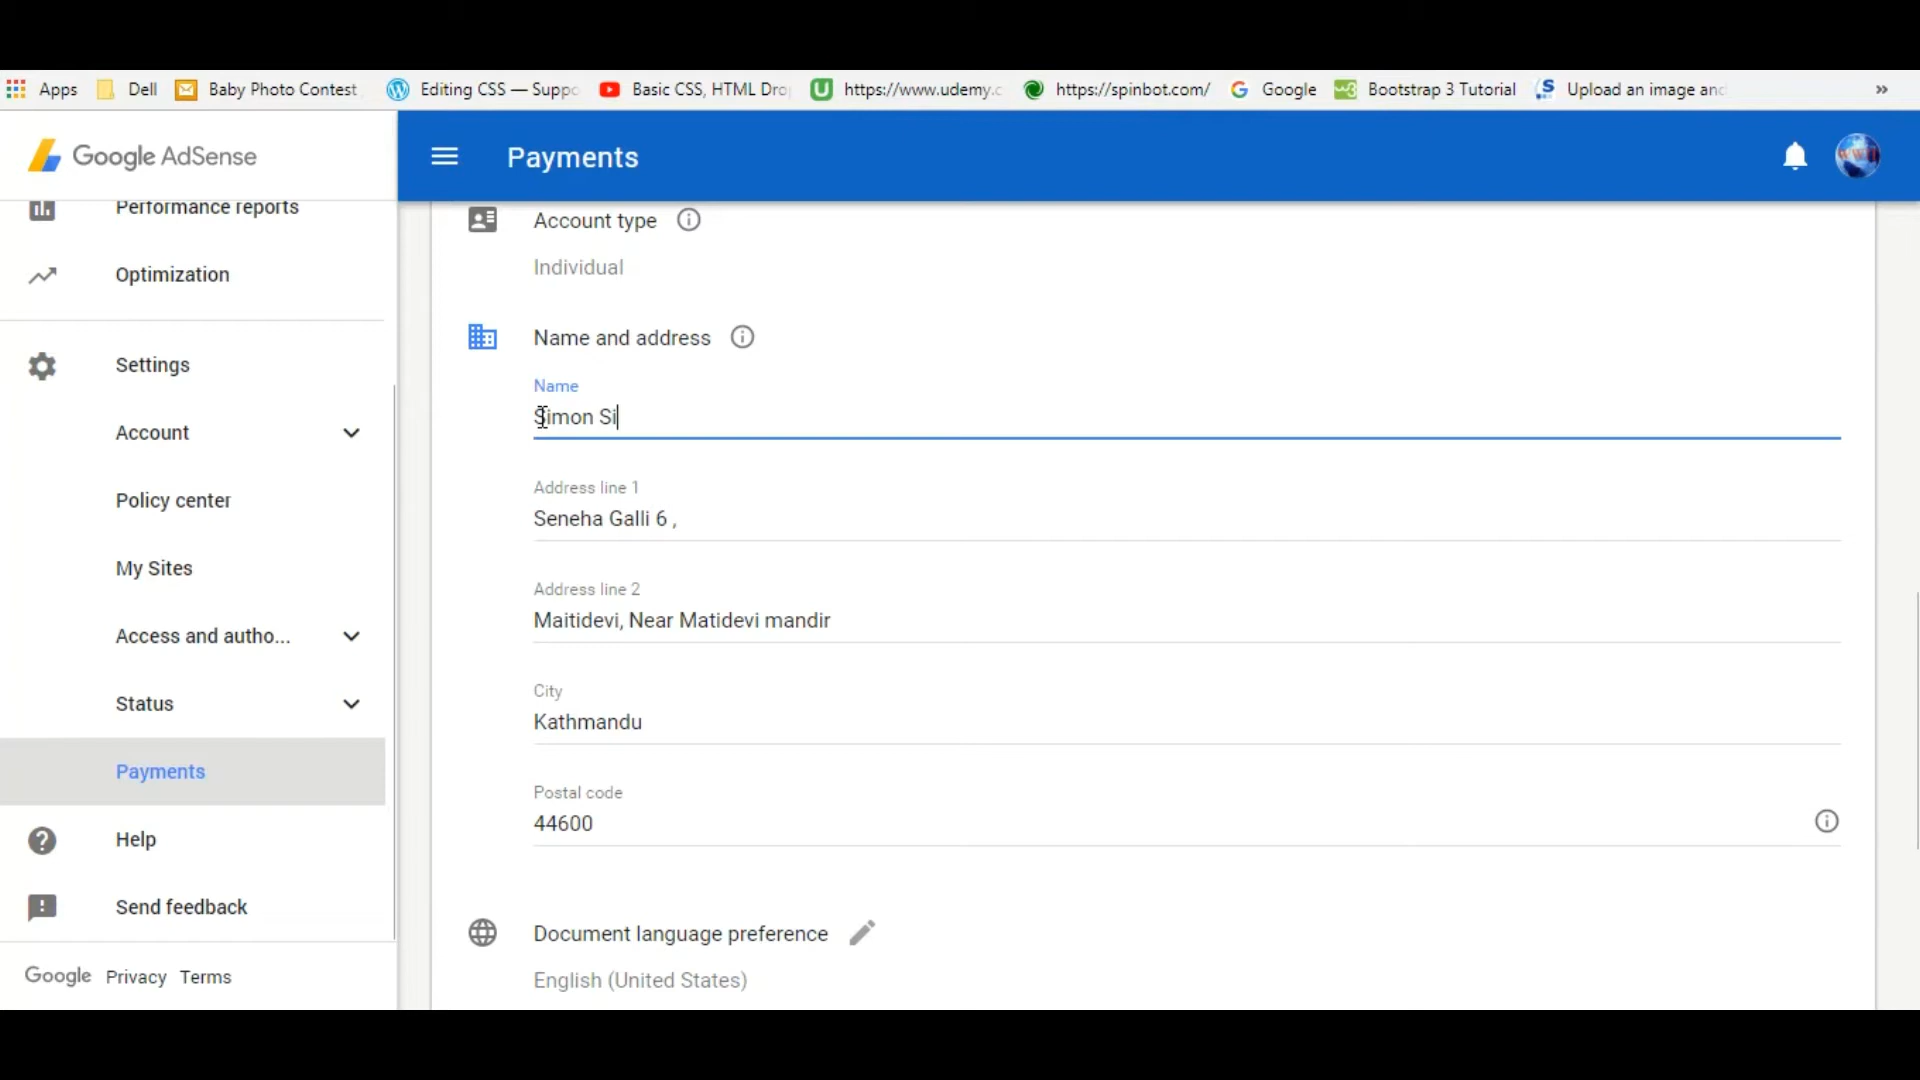 Apps Dell Baby Photo Contest Editing CSS — Suppo Basic CSS, HTML Dro https://www.udemy.c https://spinbot.com/ Google Bootstrap 3 Tutorial Upload an image and »
Google AdSense
Payments
Performance reports
Optimization
Settings
Account
Policy center
My Sites
Access and autho...
Status
Payments
Help
Send feedback
Google Privacy Terms
Account type
Individual
Name and address
Name
Simon Si
Address line 1
Seneha Galli 6 ,
Address line 2
Maitidevi, Near Matidevi mandir
City
Kathmandu
Postal code
44600
Document language preference
English (United States)